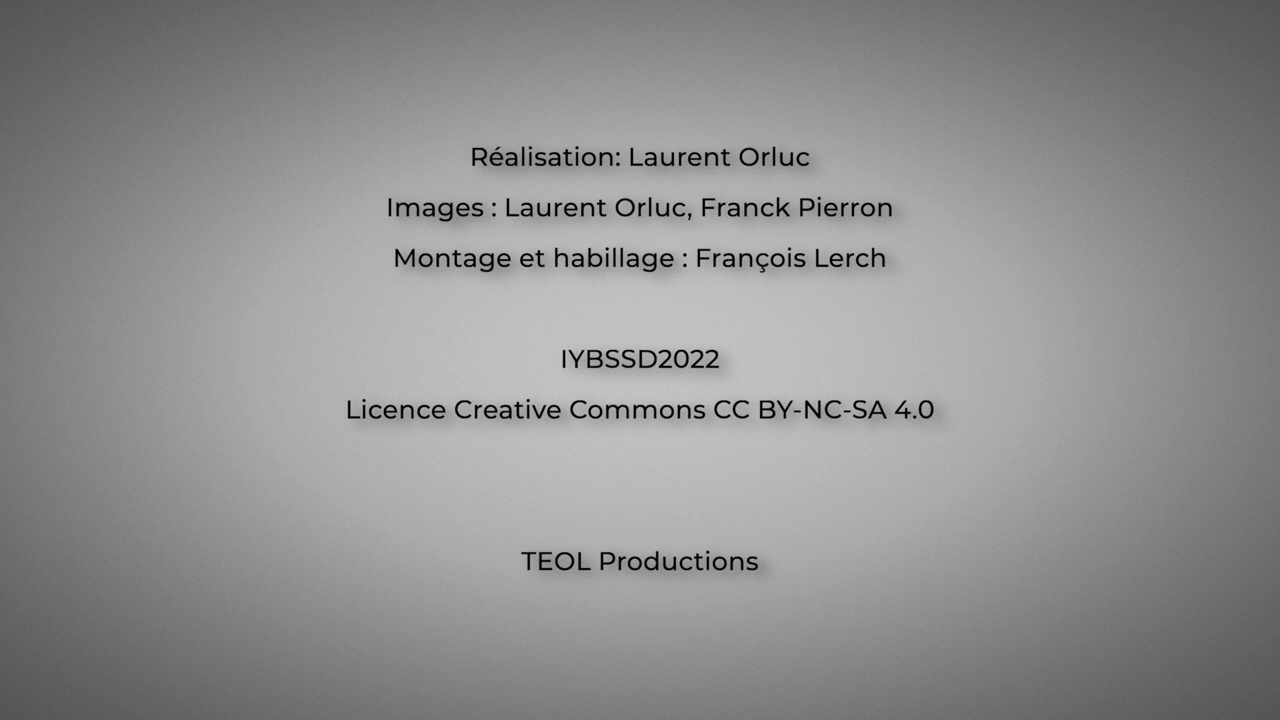 Réalisation: Laurent Orluc
Images : Laurent Orluc, Franck Pierron
Montage et habillage : François Lerch
IYBSSD2022
Licence Creative Commons CC BY-NC-SA 4.0
TEOL Productions